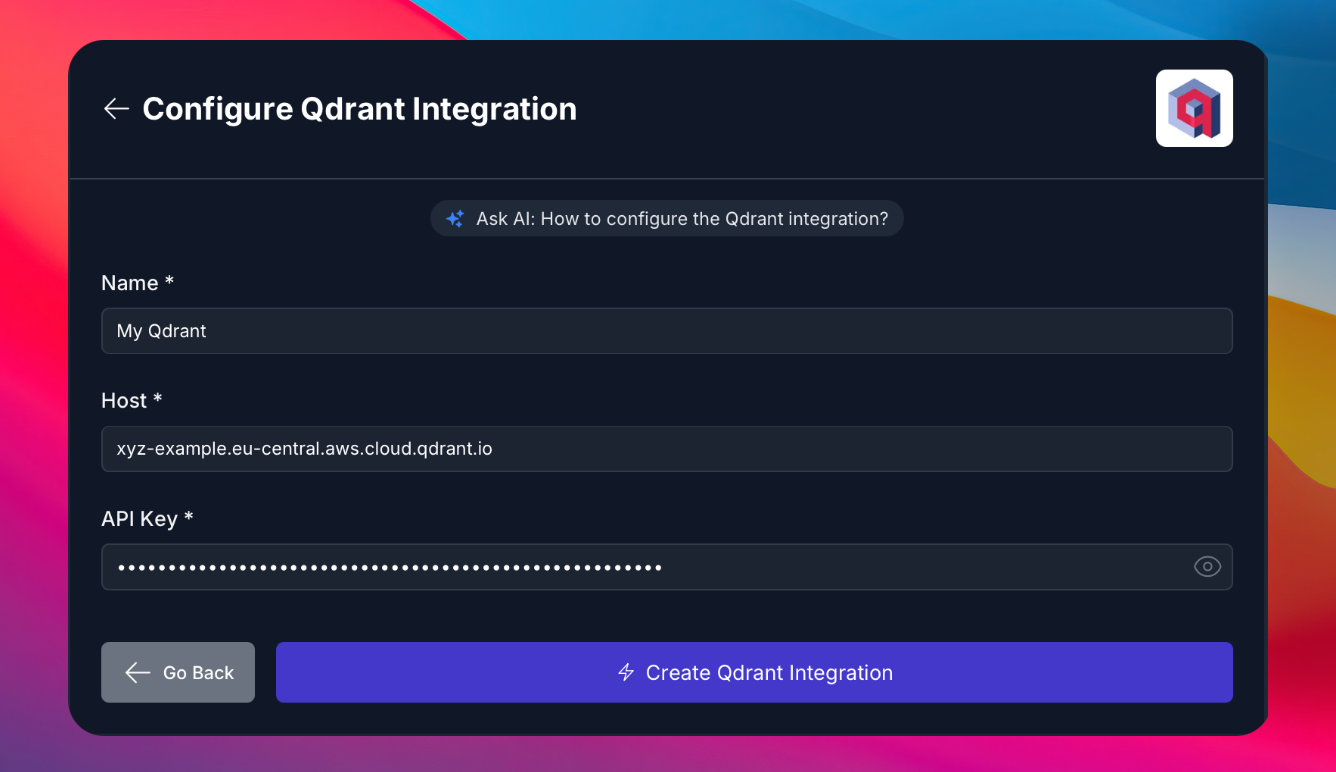 Configure Qdrant Integration
Ask AI: How to configure the Qdrant integration?
Name *
My Qdrant
Host *
xyz-example.eu-central.aws.cloud.qdrant.io
API Key *
••••••••••••••••••••••••••••••••••••••••••••••••••••••
Go Back
Create Qdrant Integration